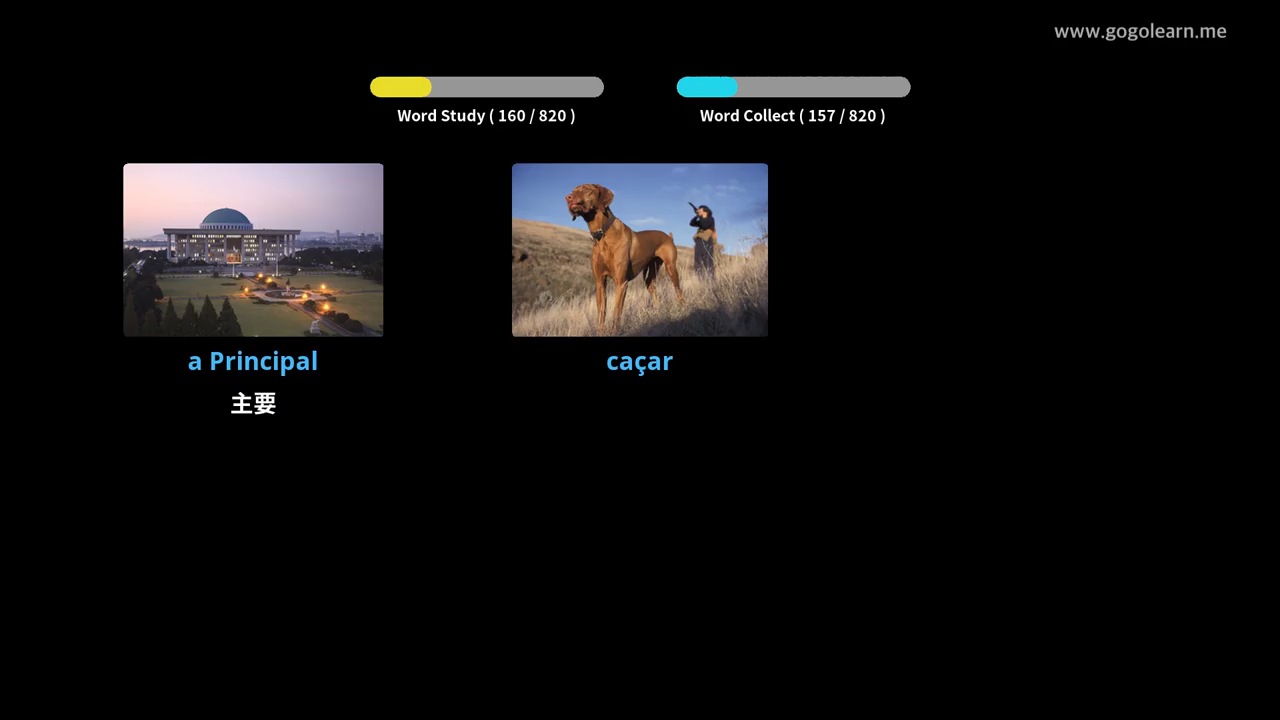 www.gogolearn.me
Word Study ( 160 / 820 )
Word Collect ( 157 / 820 )
a Principal
主要
caçar